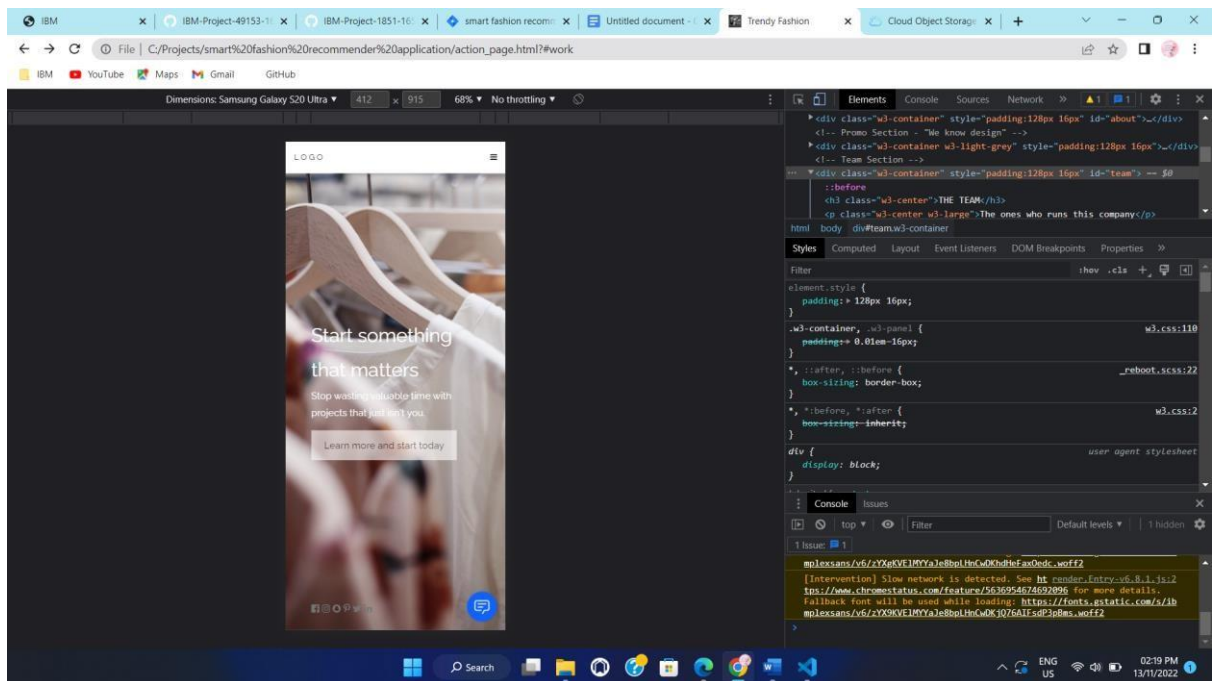 IBM
IBM-Project-49153-1
IBM-Project-1851-16
smart fashion recomm
Untitled document -
Trendy Fashion
Cloud Object Storage
File | C:/Projects/smart%20fashion%20recommender%20application/action_page.html?#work
IBM YouTube Maps Gmail GitHub
Dimensions: Samsung Galaxy S20 Ultra 412 x 915 68% No throttling
LOGO
Start something
that matters
Stop wasting valuable time with
projects that just isn't you.
Learn more and start today
Elements Console Sources Network » 1 1
<div class="w3-container" style="padding:128px 16px" id="about">…</div>
<!-- Promo Section - "We know design" -->
<div class="w3-container w3-light-grey" style="padding:128px 16px">…</div>
<!-- Team Section -->
<div class="w3-container" style="padding:128px 16px" id="team"> == $0
::before
<h3 class="w3-center">THE TEAM</h3>
<p class="w3-center w3-large">The ones who runs this company</p>
html body div#team.w3-container
Styles Computed Layout Event Listeners DOM Breakpoints Properties »
Filter :hov .cls +
element.style {
padding: 128px 16px;
}
.w3-container, .w3-panel { w3.css:110
padding: 0.01em 16px;
}
*, ::after, ::before { _reboot.scss:22
box-sizing: border-box;
}
*, *:before, *:after { w3.css:2
box-sizing: inherit;
}
div { user agent stylesheet
display: block;
}
Console Issues
top Filter Default levels 1 hidden
1 Issue: 1
[Intervention] Slow network is detected. See ht render.Entry-v6.8.1.js:2
tps://www.chromestatus.com/feature/5636954674692096 for more details.
Fallback font will be used while loading: https://fonts.gstatic.com/s/ib
Search
ENG
US
02:19 PM
13/11/2022
1